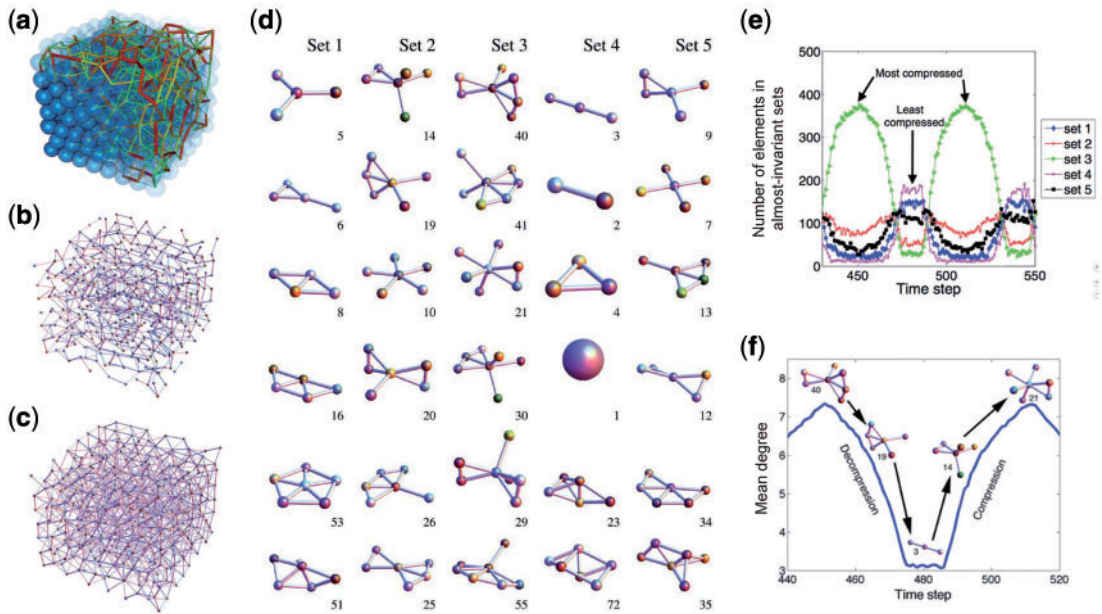 (a)
(b)
(c)
(d)
Set 1 Set 2 Set 3 Set 4 Set 5
5 14 40 3 9
6 19 41 2 7
8 10 21 4 13
16 20 30 1 12
53 26 29 23 34
51 25 55 72 35
(e)
Number of elements in
almost-invariant sets
500
400
300
200
100
0
Most compressed
Least
compressed
set 1
set 2
set 3
set 4
set 5
450 500 550
Time step
(f)
Mean degree
8
7
6
5
4
3
40
19
3
14
21
Decompression
Compression
440 460 480 500 520
Time step